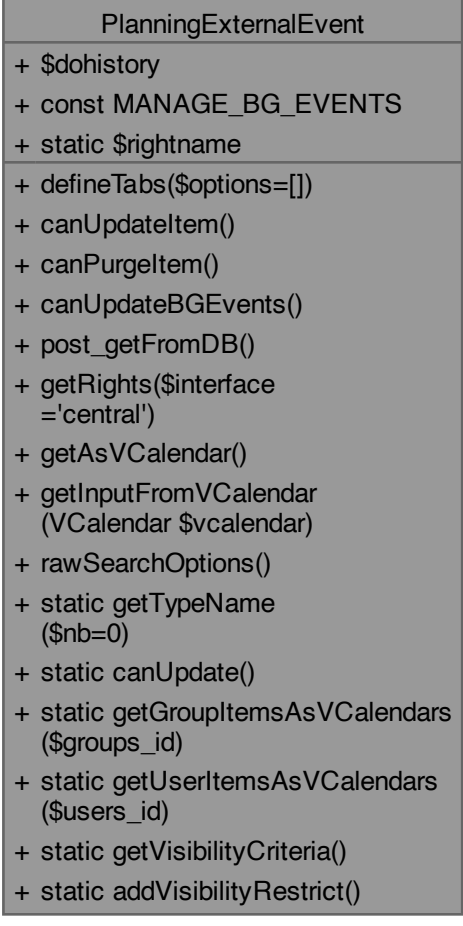 PlanningExternalEvent
+ $dohistory
+ const MANAGE_BG_EVENTS
+ static $rightname
+ defineTabs($options=[])
+ canUpdateItem()
+ canPurgeItem()
+ canUpdateBGEvents()
+ post_getFromDB()
+ getRights($interface
='central')
+ getAsVCalendar()
+ getInputFromVCalendar
(VCalendar $vcalendar)
+ rawSearchOptions()
+ static getTypeName
($nb=0)
+ static canUpdate()
+ static getGroupItemsAsVCalendars
($groups_id)
+ static getUserItemsAsVCalendars
($users_id)
+ static getVisibilityCriteria()
+ static addVisibilityRestrict()